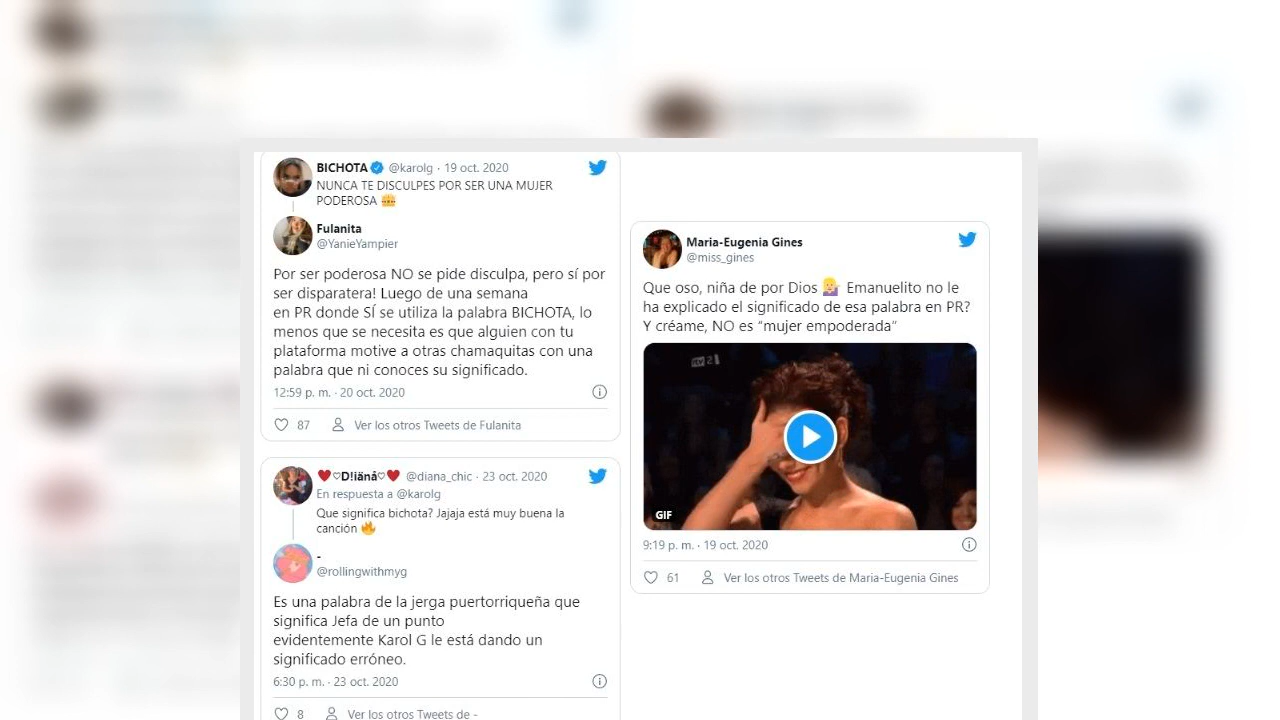 BICHOTA @karolg · 19 oct. 2020
NUNCA TE DISCULPES POR SER UNA MUJER
PODEROSA
Fulanita
@YanieYampier
Por ser poderosa NO se pide disculpa, pero sí por
ser disparatera! Luego de una semana
en PR donde SÍ se utiliza la palabra BICHOTA, lo
menos que se necesita es que alguien con tu
plataforma motive a otras chamaquitas con una
palabra que ni conoces su significado.
12:59 p. m. · 20 oct. 2020
87 Ver los otros Tweets de Fulanita
❤♡D!iäná♡❤ @diana_chic · 23 oct. 2020
En respuesta a @karolg
Que significa bichota? Jajaja está muy buena la
canción 🔥
-
@rollingwithmyg
Es una palabra de la jerga puertorriqueña que
significa Jefa de un punto
evidentemente Karol G le está dando un
significado erróneo.
6:30 p. m. · 23 oct. 2020
8 Ver los otros Tweets de -
Maria-Eugenia Gines
@miss_gines
Que oso, niña de por Dios 🤷🏼‍♀️ Emanuelito no le
ha explicado el significado de esa palabra en PR?
Y créame, NO es “mujer empoderada”
itv2
GIF
9:19 p. m. · 19 oct. 2020
61 Ver los otros Tweets de Maria-Eugenia Gines